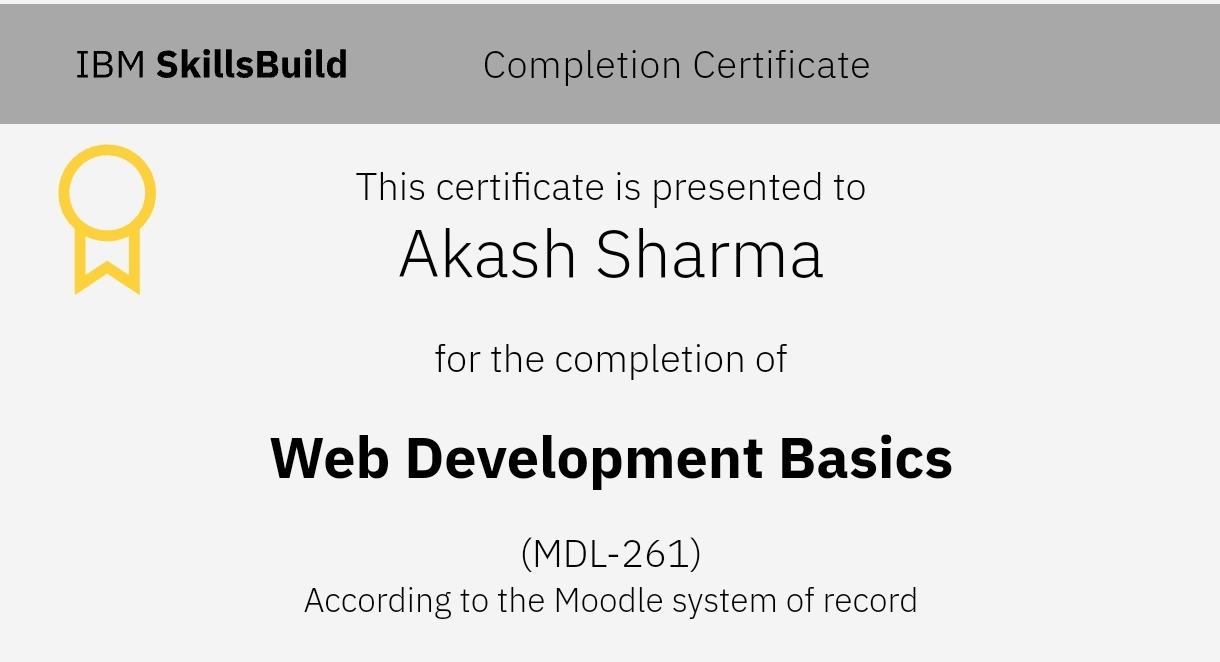 IBM SkillsBuild Completion Certificate
This certificate is presented to
Akash Sharma
for the completion of
Web Development Basics
(MDL-261)
According to the Moodle system of record